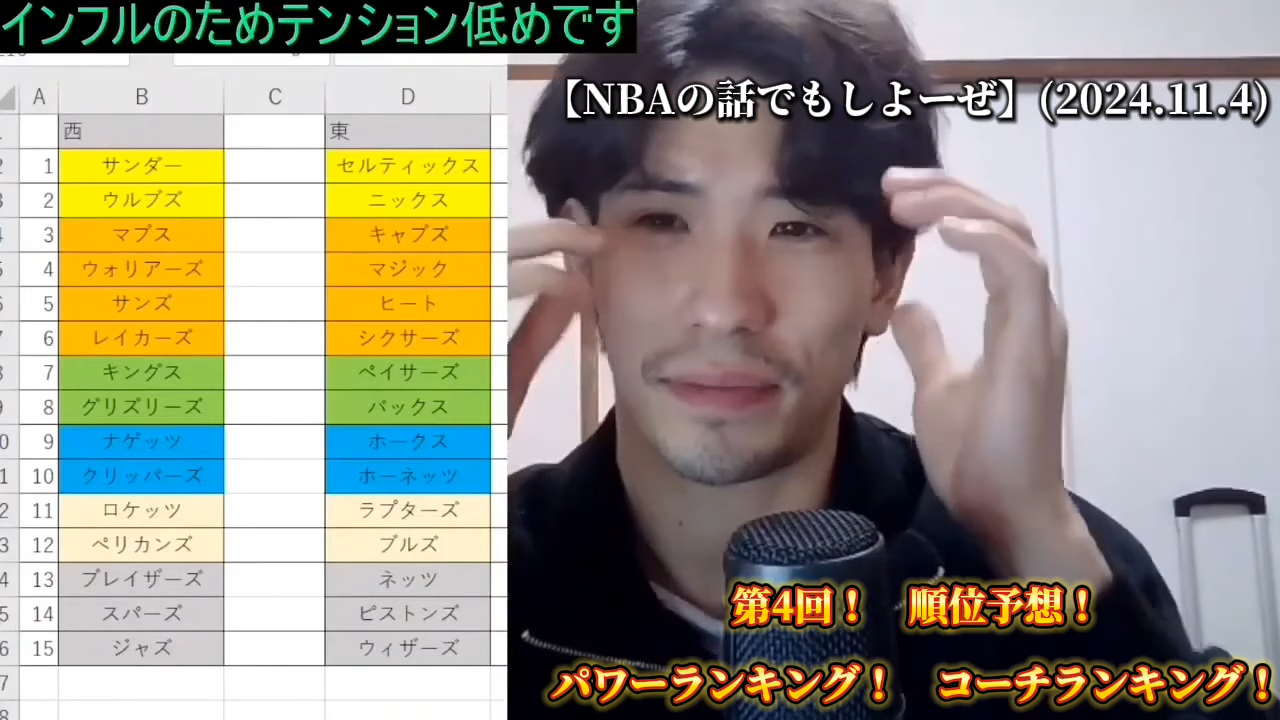 インフルのためテンション低めです
【NBAの話でもしよーぜ】(2024.11.4)
A B C D
西 東
1 サンダー セルティックス
2 ウルブズ ニックス
3 マブス キャブズ
4 ウォリアーズ マジック
5 サンズ ヒート
6 レイカーズ シクサーズ
7 キングス ペイサーズ
8 グリズリーズ バックス
9 ナゲッツ ホークス
10 クリッパーズ ホーネッツ
11 ロケッツ ラプターズ
12 ペリカンズ ブルズ
13 ブレイザーズ ネッツ
14 スパーズ ピストンズ
15 ジャズ ウィザーズ
第4回！ 順位予想！
パワーランキング！ コーチランキング！